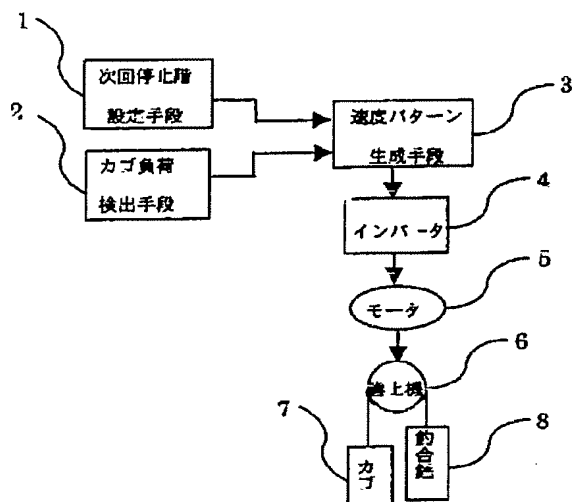 1
次回停止階
設定手段
2
カゴ負荷
検出手段
速度パターン
生成手段
3
インバータ
4
モータ
5
巻上機
6
7
カゴ
釣合錘
8